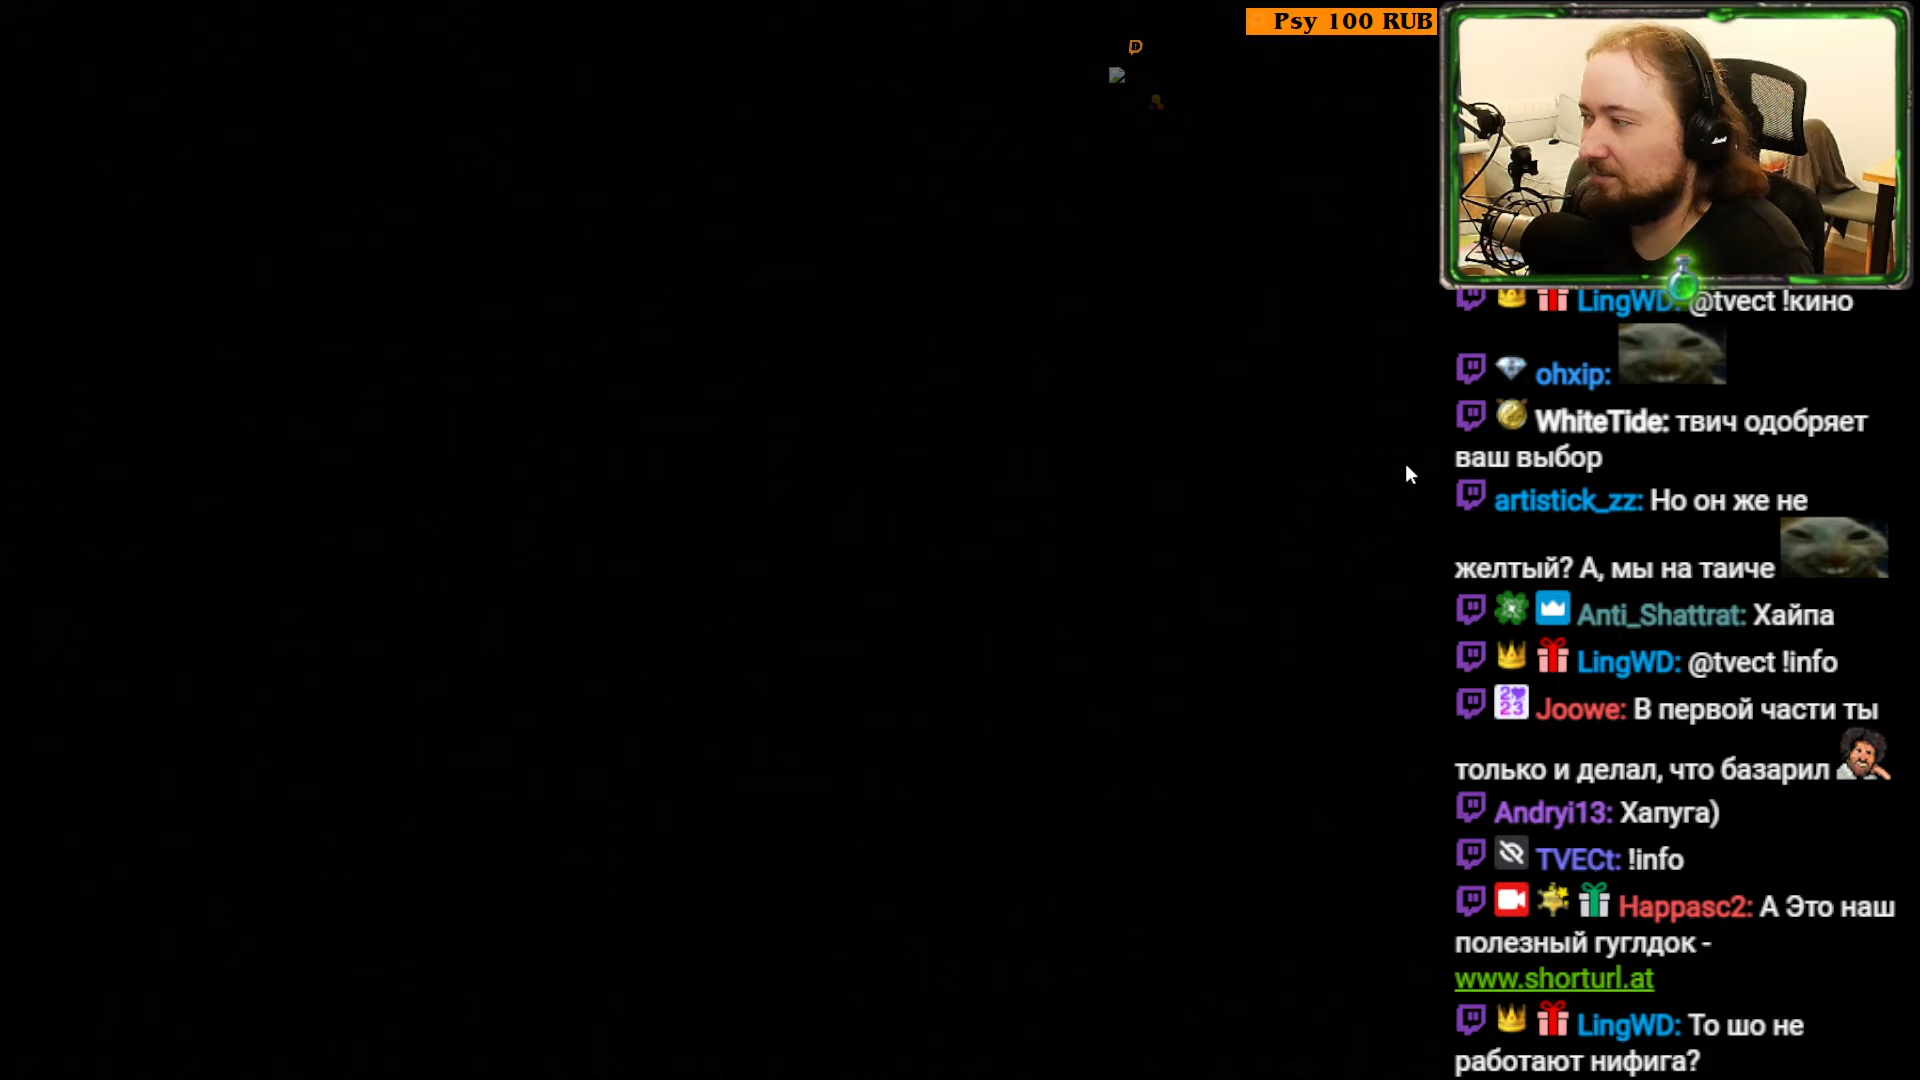 Psy 100 RUB
LingWD: @tvect !кино
ohxip:
WhiteTide: твич одобряет
ваш выбор
artistick_zz: Но он же не
желтый? А, мы на таиче
Anti_Shattrat: Хайпа
LingWD: @tvect !info
Joowe: В первой части ты
только и делал, что базарил
Andryi13: Хапуга)
TVECt: !info
Happasc2: А Это наш
полезный гуглдок -
www.shorturl.at
LingWD: То шо не
работают нифига?